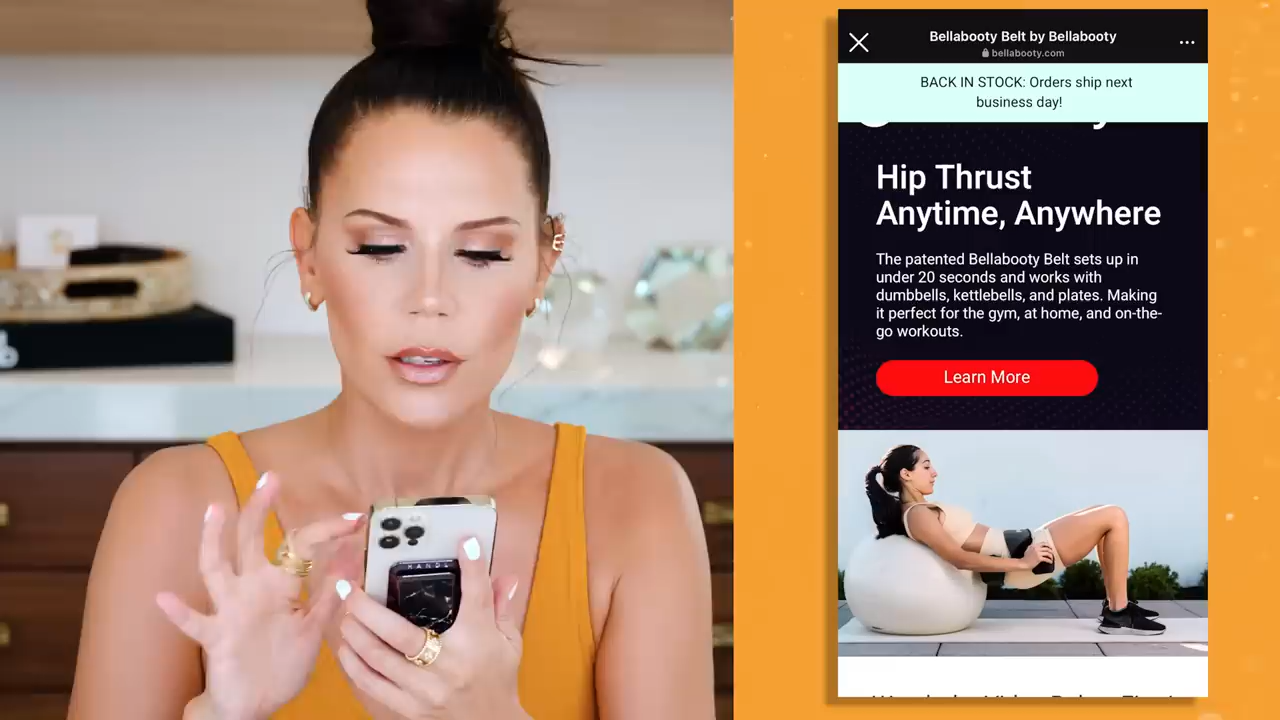 Bellabooty Belt by Bellabooty
bellabooty.com
BACK IN STOCK: Orders ship next
business day!
Hip Thrust
Anytime, Anywhere
The patented Bellabooty Belt sets up in
under 20 seconds and works with
dumbbells, kettlebells, and plates. Making
it perfect for the gym, at home, and on-the-
go workouts.
Learn More
HANDL